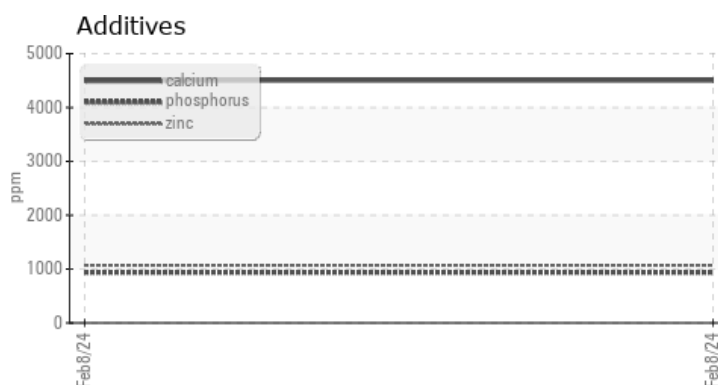 Additives
5000
calcium
phosphorus
zinc
4000
3000
ppm
2000
1000
0
Feb8/24
Feb8/24